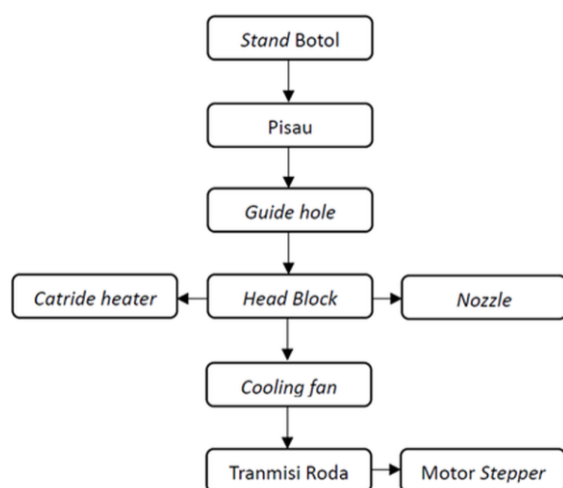 Stand Botol
Pisau
Guide hole
Catride heater
Head Block
Nozzle
Cooling fan
Tranmisi Roda
Motor Stepper